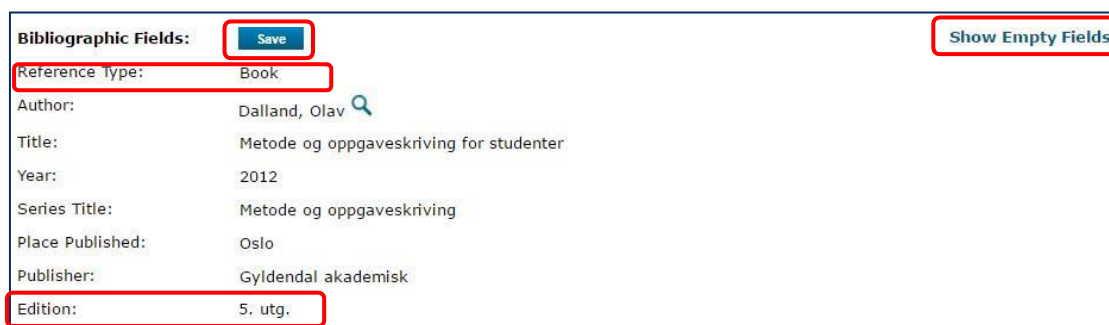 Bibliographic Fields: Save Show Empty Fields
Reference Type: Book
Author: Dalland, Olav
Title: Metode og oppgaveskriving for studenter
Year: 2012
Series Title: Metode og oppgaveskriving
Place Published: Oslo
Publisher: Gyldendal akademisk
Edition: 5. utg.